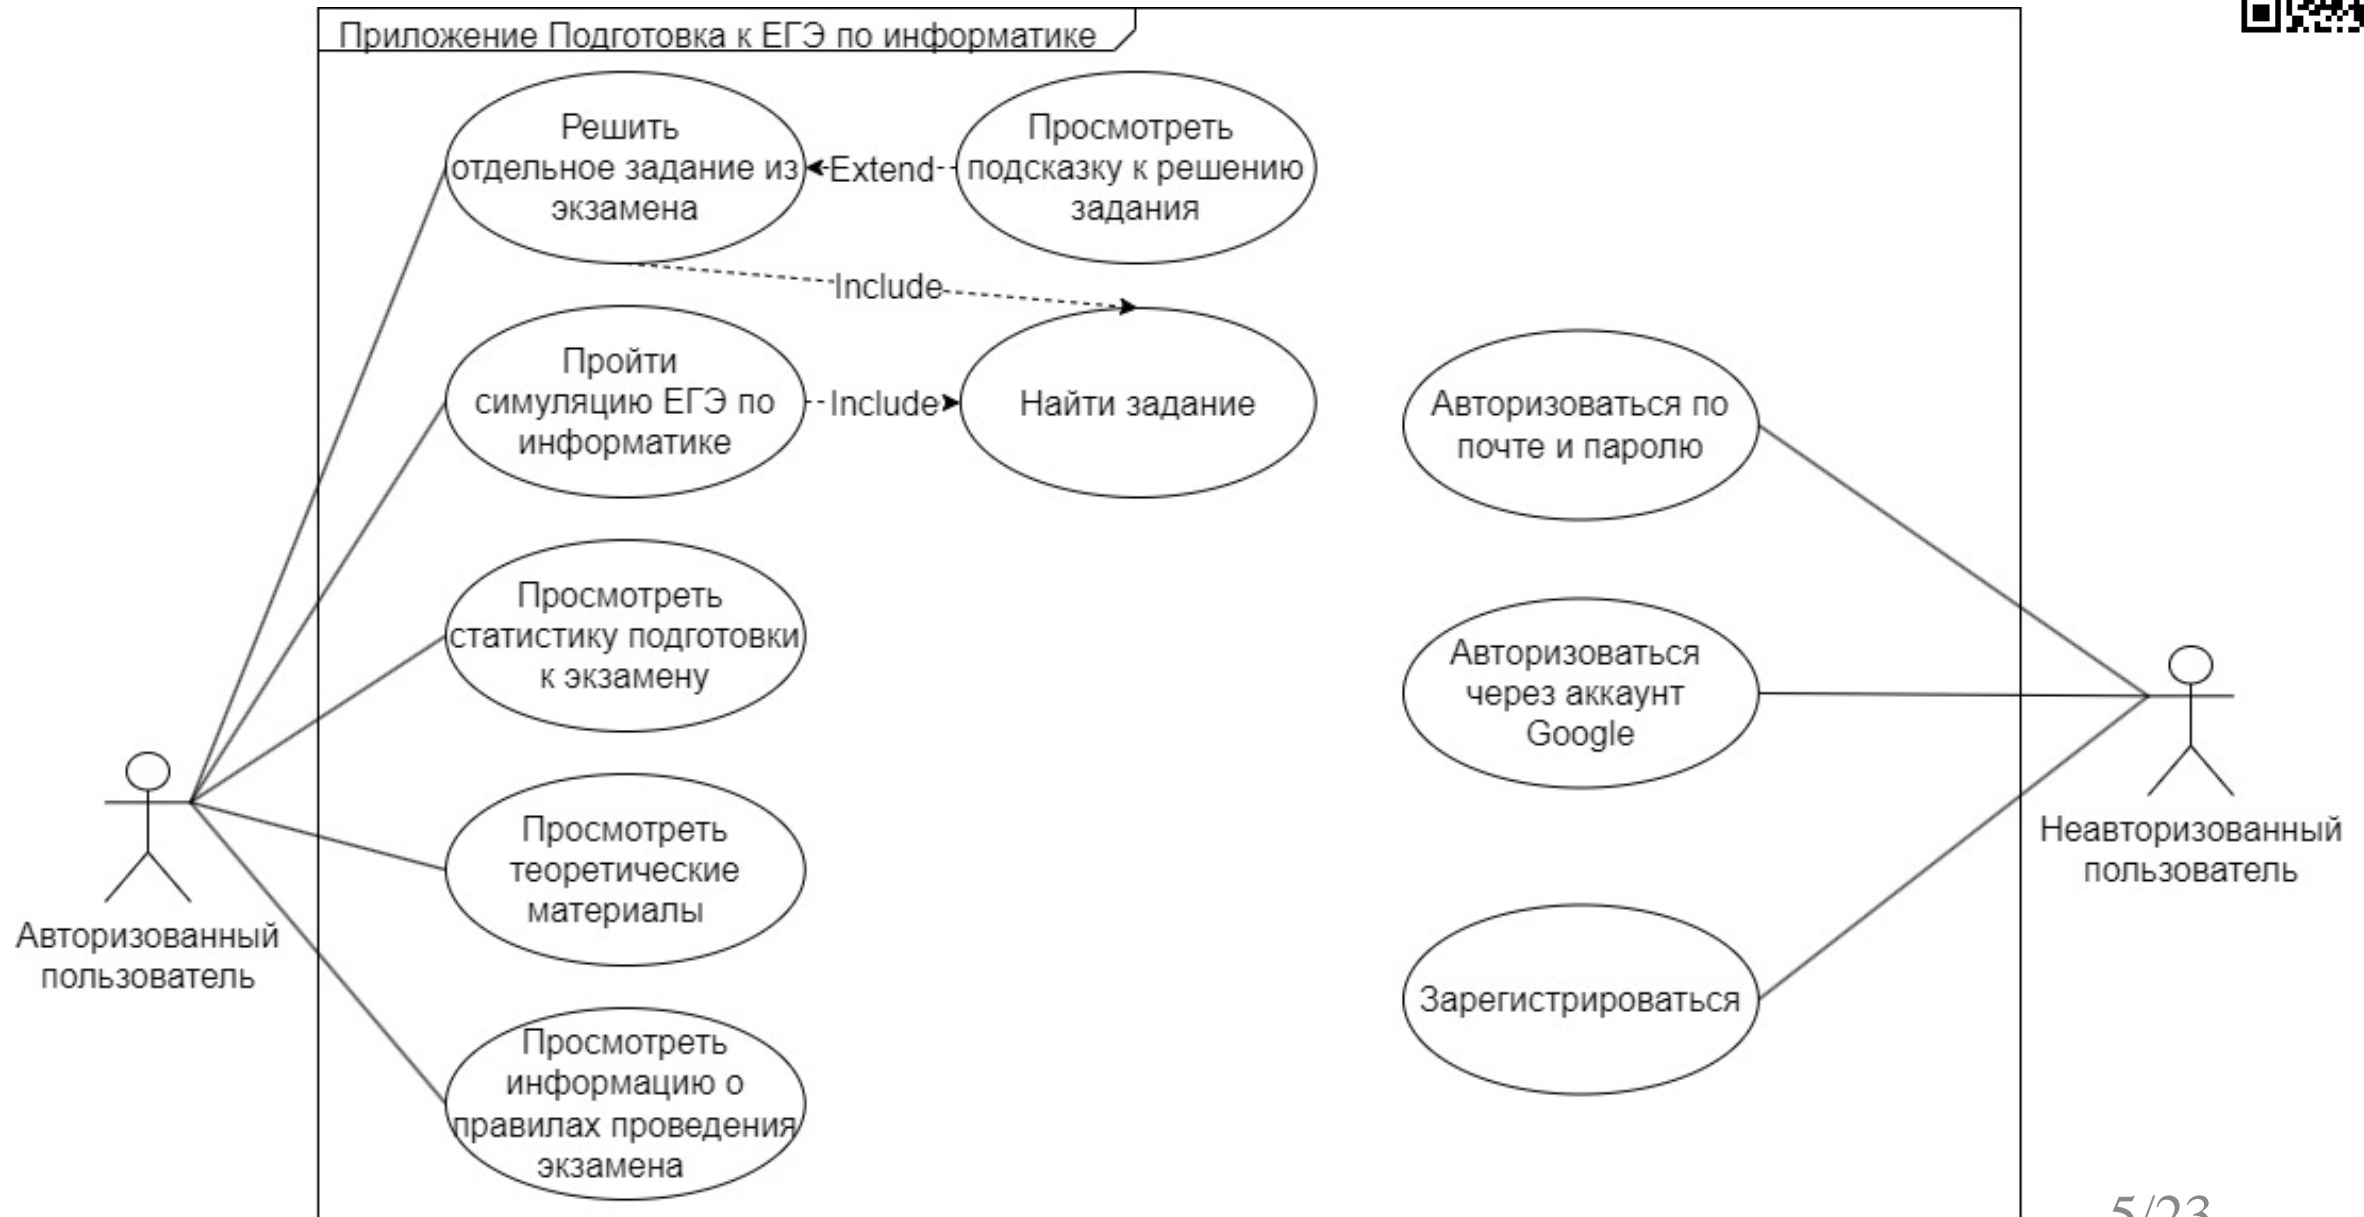 Приложение Подготовка к ЕГЭ по информатике
Решить
отдельное задание из
экзамена
Extend
Просмотреть
подсказку к решению
задания
Include
Пройти
симуляцию ЕГЭ по
информатике
Include
Найти задание
Авторизоваться по
почте и паролю
Просмотреть
статистику подготовки
к экзамену
Авторизоваться
через аккаунт
Google
Просмотреть
теоретические
материалы
Авторизованный
пользователь
Неавторизованный
пользователь
Зарегистрироваться
Просмотреть
информацию о
правилах проведения
экзамена
5/23